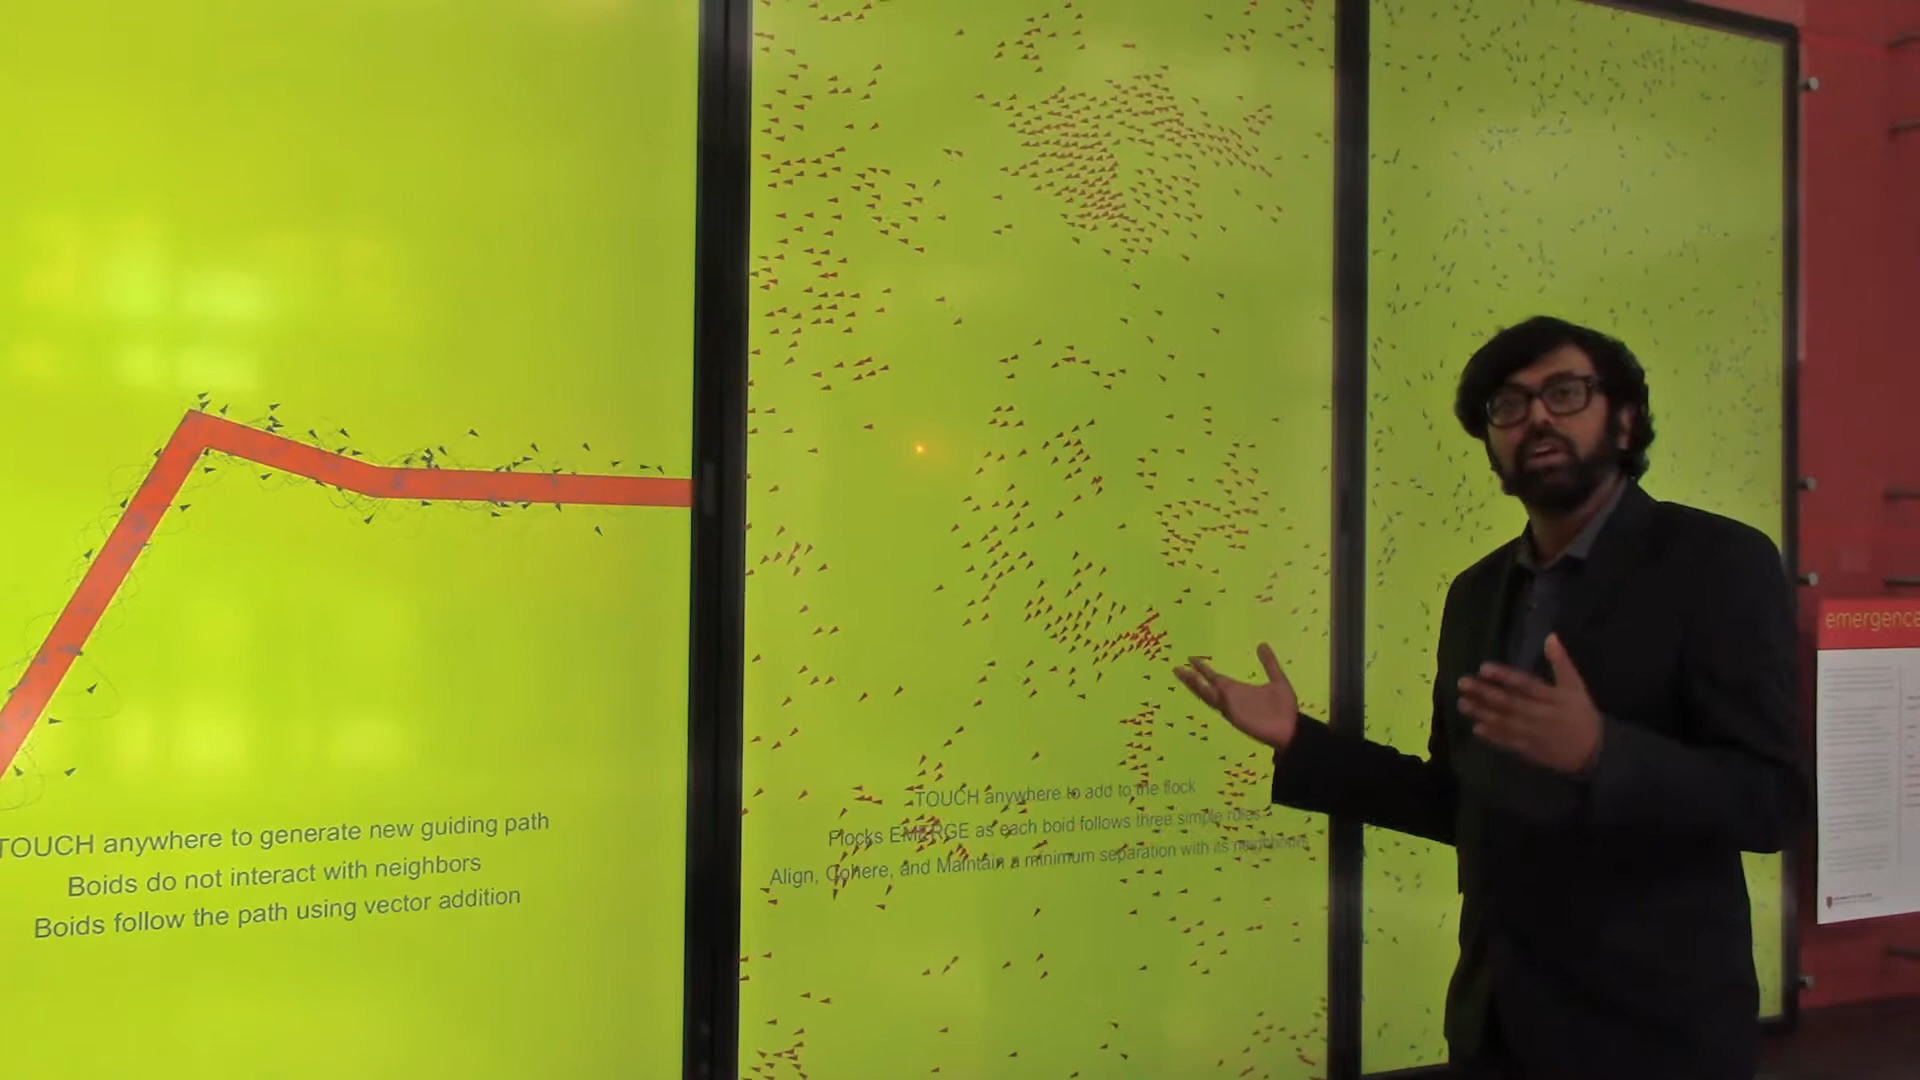 TOUCH anywhere to generate new guiding path
Boids do not interact with neighbors
Boids follow the path using vector addition
TOUCH anywhere to add to the flock
Flocks EMERGE as each boid follows three simple rules
Align, Cohere, and Maintain a minimum separation with its neighbors
emergence